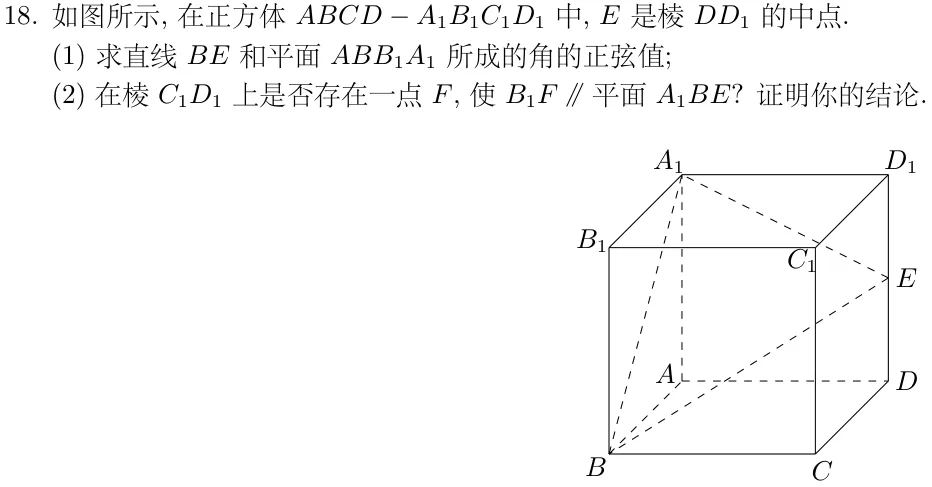 18. 如图所示, 在正方体 ABCD − A₁B₁C₁D₁ 中, E 是棱 DD₁ 的中点.
(1) 求直线 BE 和平面 ABB₁A₁ 所成的角的正弦值;
(2) 在棱 C₁D₁ 上是否存在一点 F, 使 B₁F ∥ 平面 A₁BE? 证明你的结论.
A₁ D₁
B₁
C₁
E
A D
B C